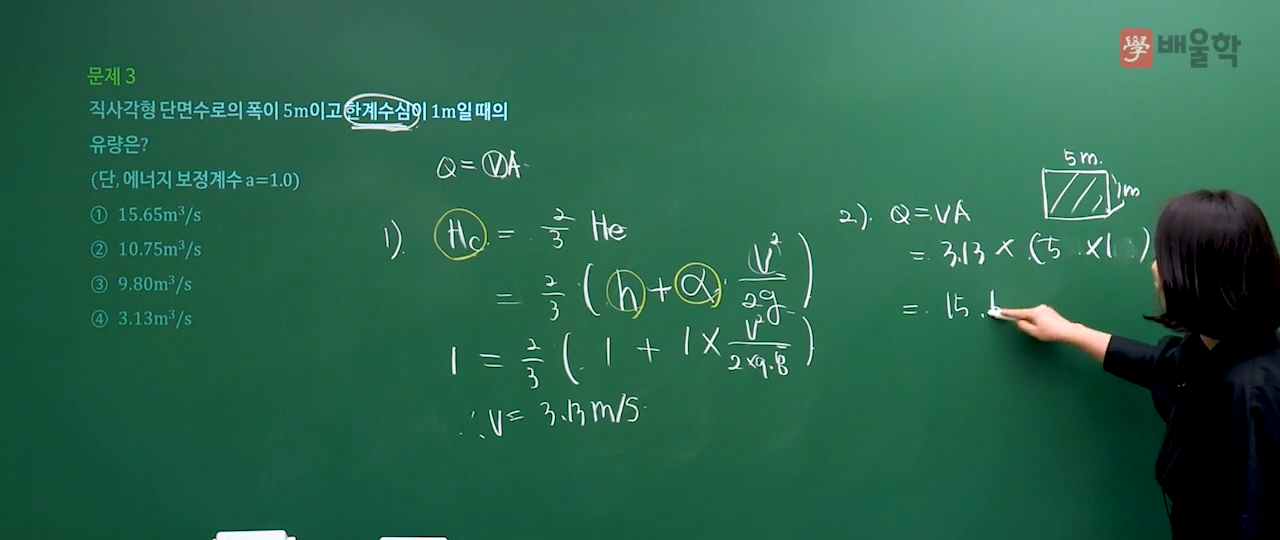 學 배울학
문제 3
직사각형 단면수로의 폭이 5m이고 한계수심이 1m일 때의
유량은?
(단, 에너지 보정계수 a=1.0)
① 15.65m³/s
② 10.75m³/s
③ 9.80m³/s
④ 3.13m³/s
Q=VA
1). Hc = 2/3 He
= 2/3 (h + α · V²/2g)
1 = 2/3 (1 + 1 × V²/2×9.8)
∴ V = 3.13 m/s
5m.
1m
2). Q=VA
= 3.13 × (5 ×1)
= 15.6